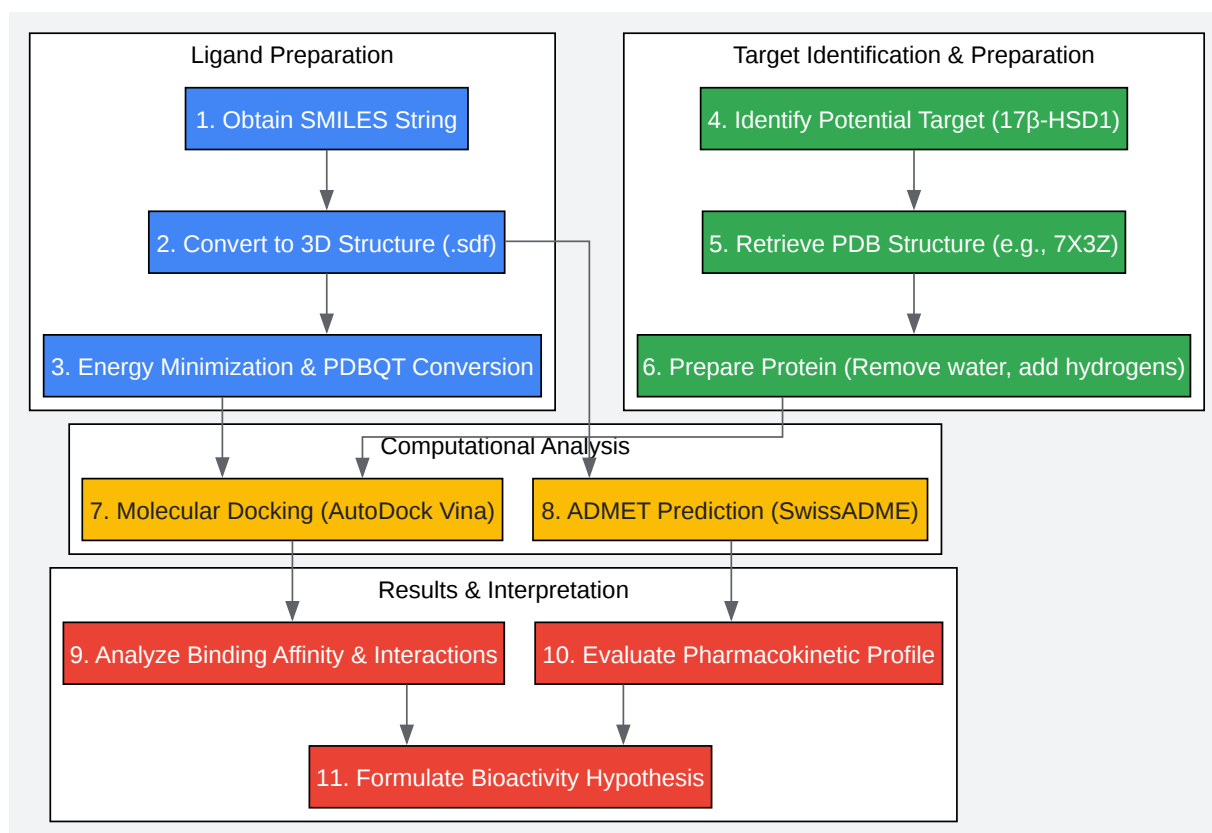 Ligand Preparation
1. Obtain SMILES String
2. Convert to 3D Structure (.sdf)
3. Energy Minimization & PDBQT Conversion
Target Identification & Preparation
4. Identify Potential Target (17β-HSD1)
5. Retrieve PDB Structure (e.g., 7X3Z)
6. Prepare Protein (Remove water, add hydrogens)
Computational Analysis
7. Molecular Docking (AutoDock Vina)
8. ADMET Prediction (SwissADME)
Results & Interpretation
9. Analyze Binding Affinity & Interactions
10. Evaluate Pharmacokinetic Profile
11. Formulate Bioactivity Hypothesis